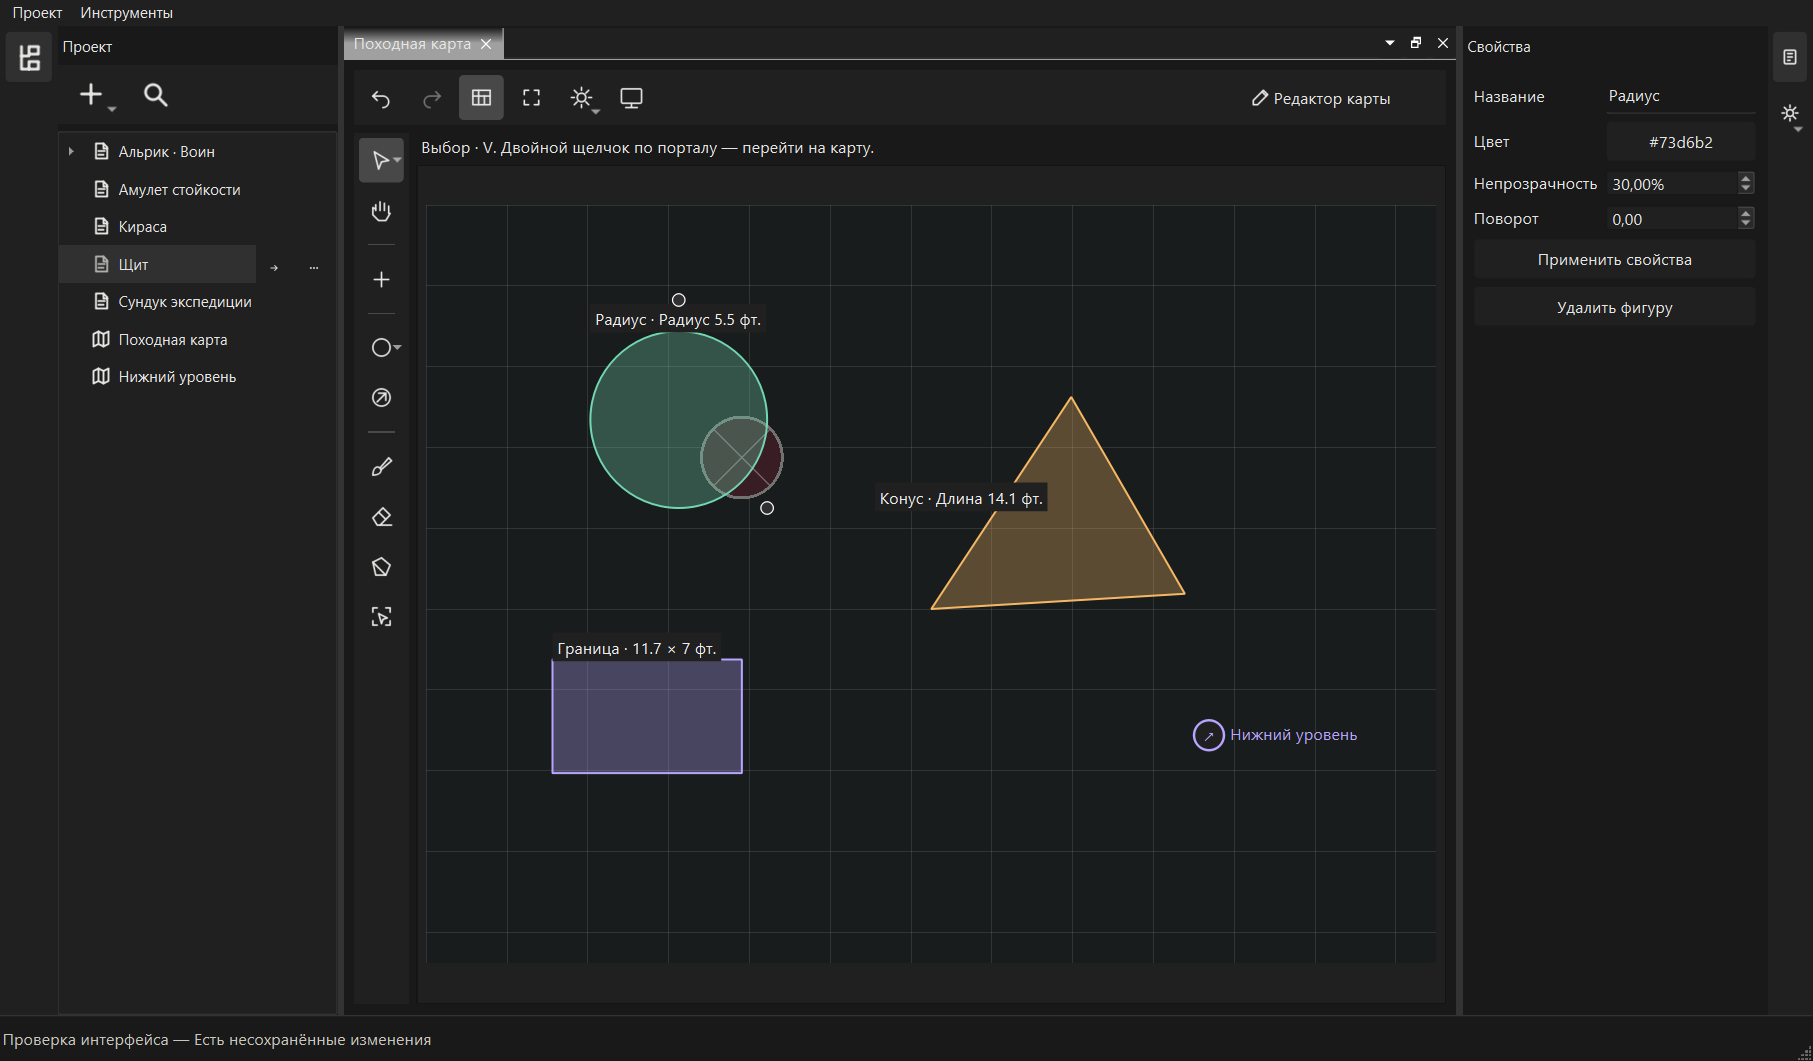 Проект Инструменты
Проект
Альрик · Воин
Амулет стойкости
Кираса
Щит → ...
Сундук экспедиции
Походная карта
Нижний уровень
Походная карта
Редактор карты
Выбор · V. Двойной щелчок по порталу — перейти на карту.
Радиус · Радиус 5.5 фт.
Конус · Длина 14.1 фт.
Граница · 11.7 × 7 фт.
Нижний уровень
Свойства
Название Радиус
Цвет #73d6b2
Непрозрачность 30,00%
Поворот 0,00
Применить свойства
Удалить фигуру
Проверка интерфейса — Есть несохранённые изменения